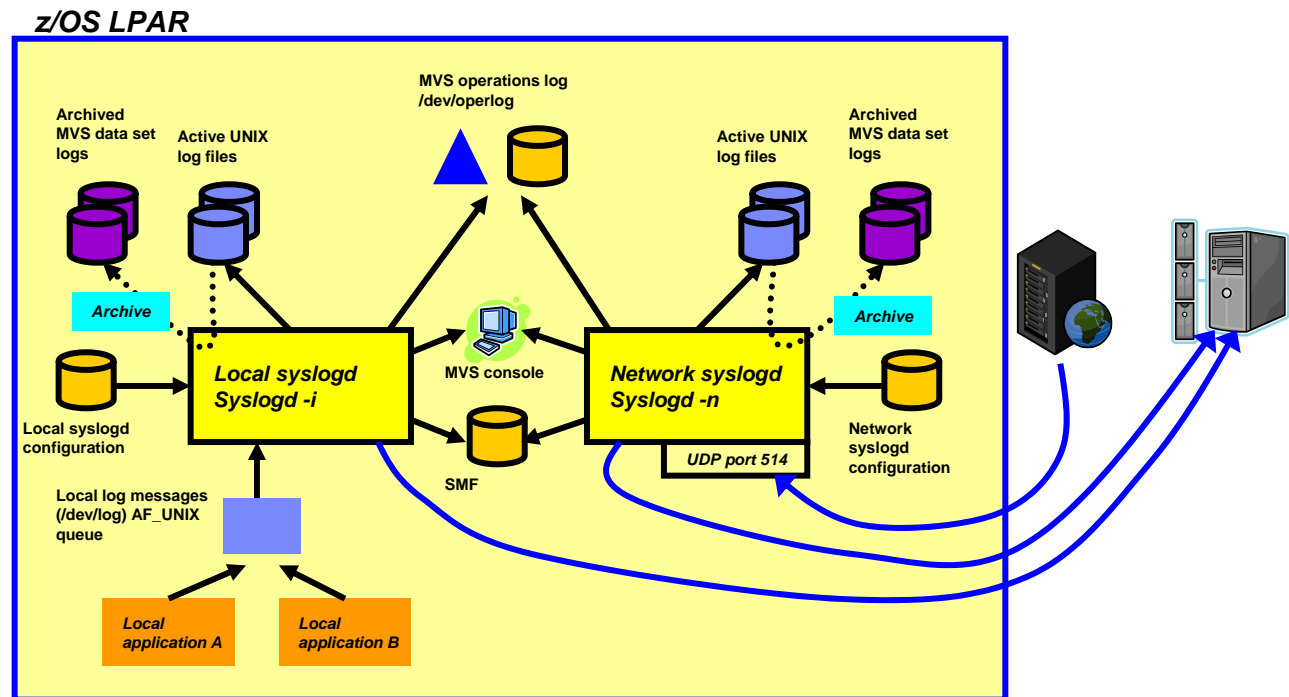 z/OS LPAR
MVS operations log
/dev/operlog
Archived
MVS data set
logs
Active UNIX
log files
Active UNIX
log files
Archived
MVS data set
logs
Archive
Archive
Local syslogd
Syslogd -i
MVS console
Network syslogd
Syslogd -n
Local syslogd
configuration
Network
syslogd
configuration
UDP port 514
SMF
Local log messages
(/dev/log) AF_UNIX
queue
Local
application A
Local
application B